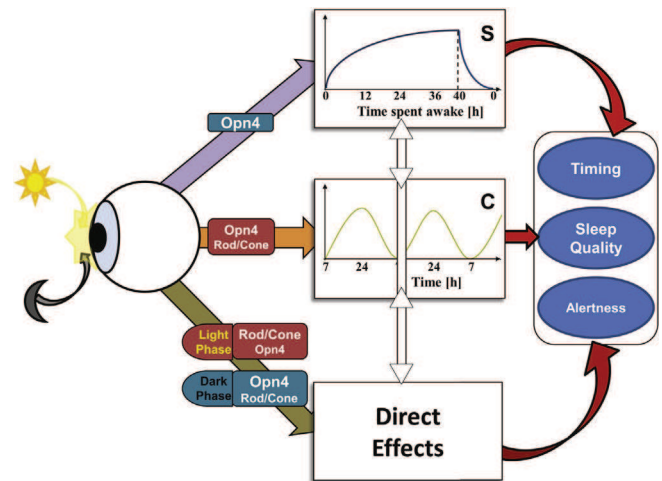 S
0 12 24 36 40 0
Time spent awake [h]
Opn4
Timing
Sleep
Quality
Alertness
C
7 24 24 7
Time [h]
Opn4
Rod/Cone
Light
Phase
Rod/Cone
Opn4
Dark
Phase
Opn4
Rod/Cone
Direct
Effects